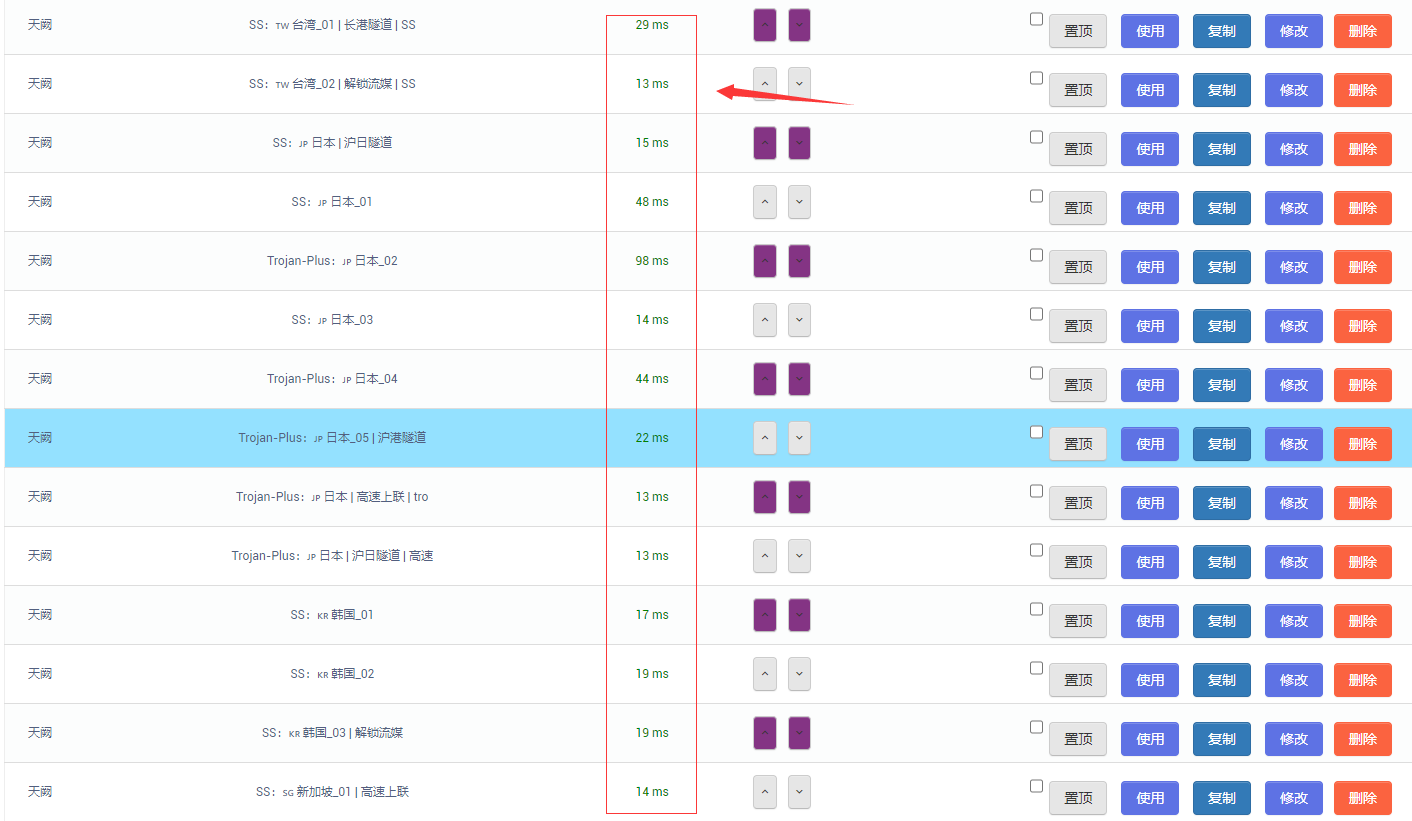 天阙 SS: TW 台湾_01 | 长港隧道 | SS 29 ms 置顶 使用 复制 修改 删除
天阙 SS: TW 台湾_02 | 解锁流媒 | SS 13 ms 置顶 使用 复制 修改 删除
天阙 SS: JP 日本 | 沪日隧道 15 ms 置顶 使用 复制 修改 删除
天阙 SS: JP 日本_01 48 ms 置顶 使用 复制 修改 删除
天阙 Trojan-Plus: JP 日本_02 98 ms 置顶 使用 复制 修改 删除
天阙 SS: JP 日本_03 14 ms 置顶 使用 复制 修改 删除
天阙 Trojan-Plus: JP 日本_04 44 ms 置顶 使用 复制 修改 删除
天阙 Trojan-Plus: JP 日本_05 | 沪港隧道 22 ms 置顶 使用 复制 修改 删除
天阙 Trojan-Plus: JP 日本 | 高速上联 | tro 13 ms 置顶 使用 复制 修改 删除
天阙 Trojan-Plus: JP 日本 | 沪日隧道 | 高速 13 ms 置顶 使用 复制 修改 删除
天阙 SS: KR 韩国_01 17 ms 置顶 使用 复制 修改 删除
天阙 SS: KR 韩国_02 19 ms 置顶 使用 复制 修改 删除
天阙 SS: KR 韩国_03 | 解锁流媒 19 ms 置顶 使用 复制 修改 删除
天阙 SS: SG 新加坡_01 | 高速上联 14 ms 置顶 使用 复制 修改 删除